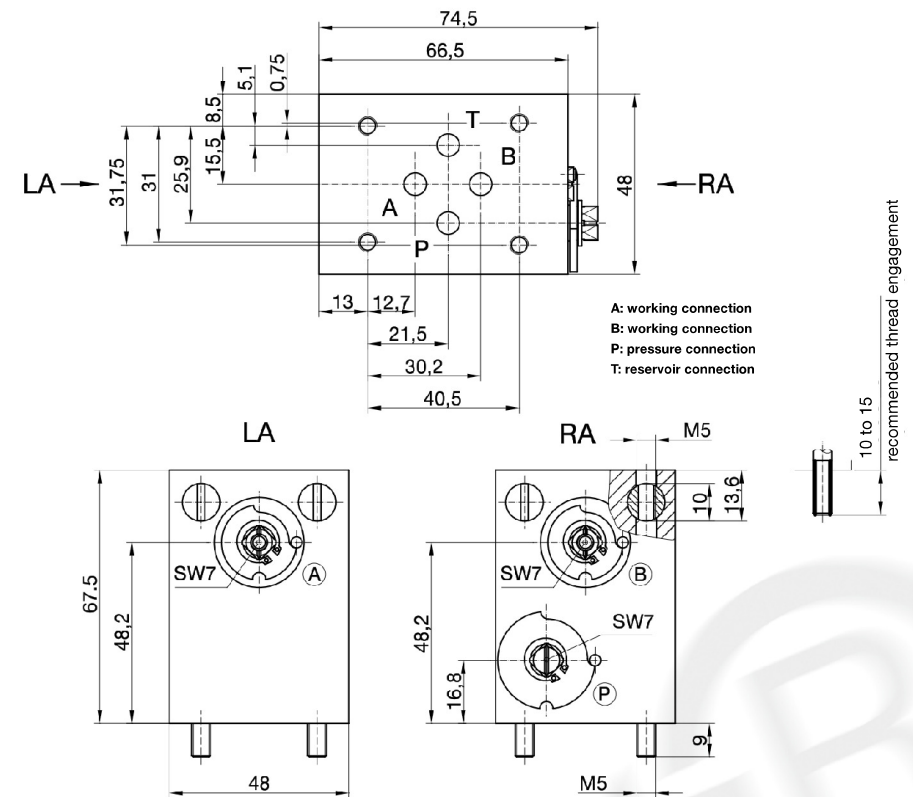 74,5
66,5
0,75
5,1
8,5
15,5
25,9
31
31,75
T
B
A
P
LA
RA
48
13
12,7
21,5
30,2
40,5
A: working connection
B: working connection
P: pressure connection
T: reservoir connection
recommended thread engagement
10 to 15
LA
RA
M5
13,6
10
SW7
A
67.5
48,2
48
SW7
B
SW7
48,2
16,8
P
9
M5
R